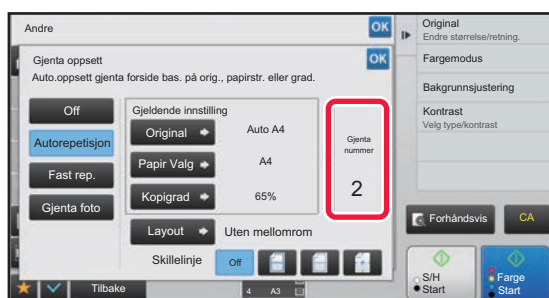 Andre
OK
Gjenta oppsett
OK
Auto.oppsett gjenta forside bas. på orig., papirstr. eller grad.
Off
Autorepetisjon
Fast rep.
Gjenta foto
Gjeldende innstilling
Original
Auto A4
Papir Valg
A4
Kopigrad
65%
Layout
Uten mellomrom
Skillelinje
Off
Gjenta
nummer
2
Tilbake
4 A3
Original
Endre størrelse/retning.
Fargemodus
Bakgrunnsjustering
Kontrast
Velg type/kontrast
Forhåndsvis
CA
S/H
Start
Farge
Start